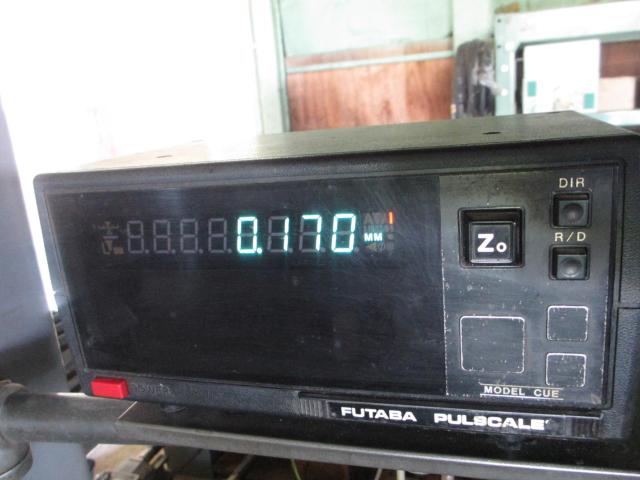 DIR
0.170
MM
Zo
R/D
MODEL CUE
FUTABA PULSCALE